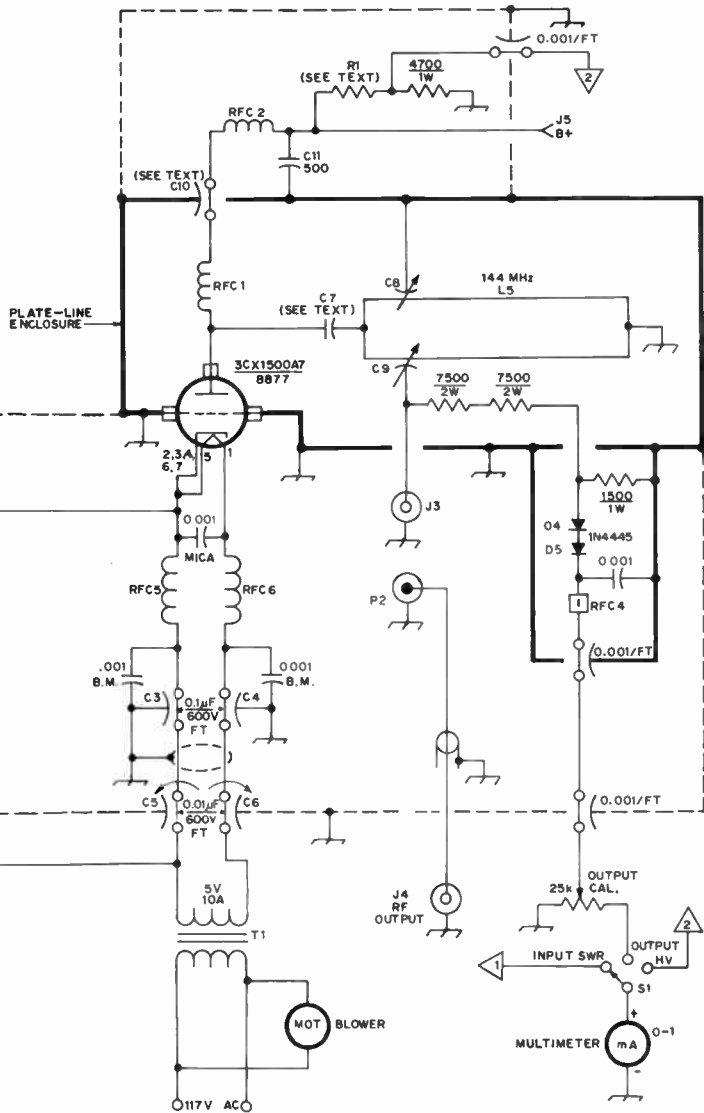 0.001/FT
R1
(SEE TEXT)
4700
1W
2
RFC 2
J5
B+
C11
500
(SEE TEXT)
C10
RFC 1
C8
144 MHz
L5
C7
(SEE TEXT)
PLATE-LINE
ENCLOSURE
3CX1500A7
8877
C9
7500
2W
7500
2W
2,3,4,
6,7
5
1
J3
1500
1W
0 001
MICA
D4
1N4445
D5
0.001
RFC5
RFC6
P2
1
RFC4
0.001/FT
.001
B.M.
0001
B.M.
C3
0.1µF
600V
FT
C4
C5
0.01µF
600V
FT
C6
0.001/FT
5V
10A
J4
RF
OUTPUT
25k
OUTPUT
CAL.
T1
2
OUTPUT
HV
1
INPUT SWR
S1
MOT
BLOWER
+
0-1
MULTIMETER
mA
-
117V AC